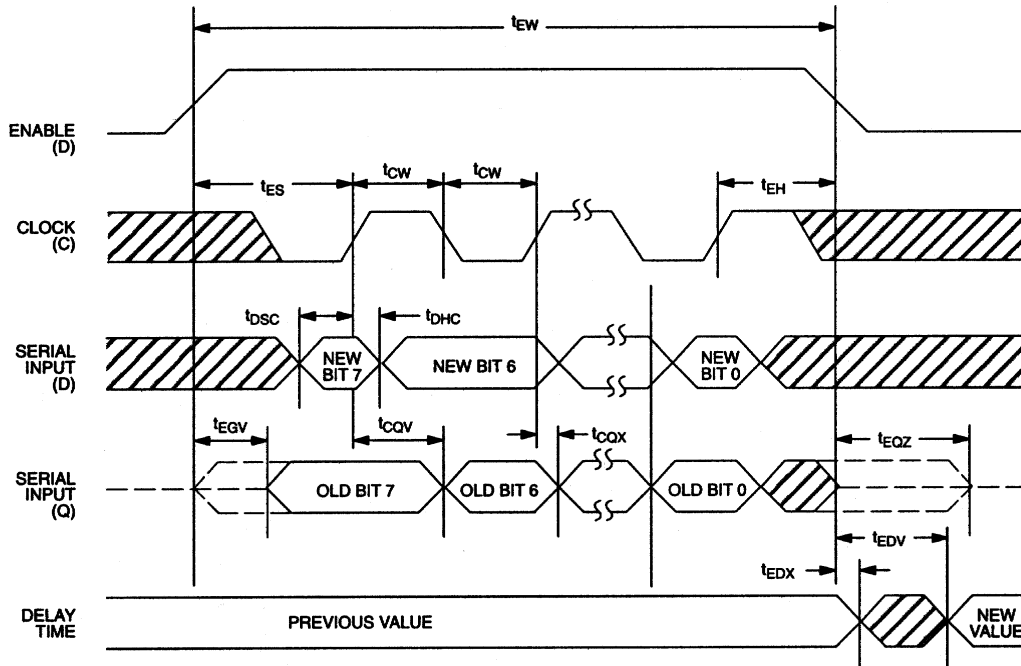 tEW
ENABLE
(D)
tES
tCW
tCW
tEH
CLOCK
(C)
tDSC
tDHC
SERIAL
INPUT
(D)
NEW
BIT 7
NEW BIT 6
NEW
BIT 0
tEGV
tCQV
tCQX
tEQZ
SERIAL
INPUT
(Q)
OLD BIT 7
OLD BIT 6
OLD BIT 0
tEDV
tEDX
DELAY
TIME
PREVIOUS VALUE
NEW
VALUE